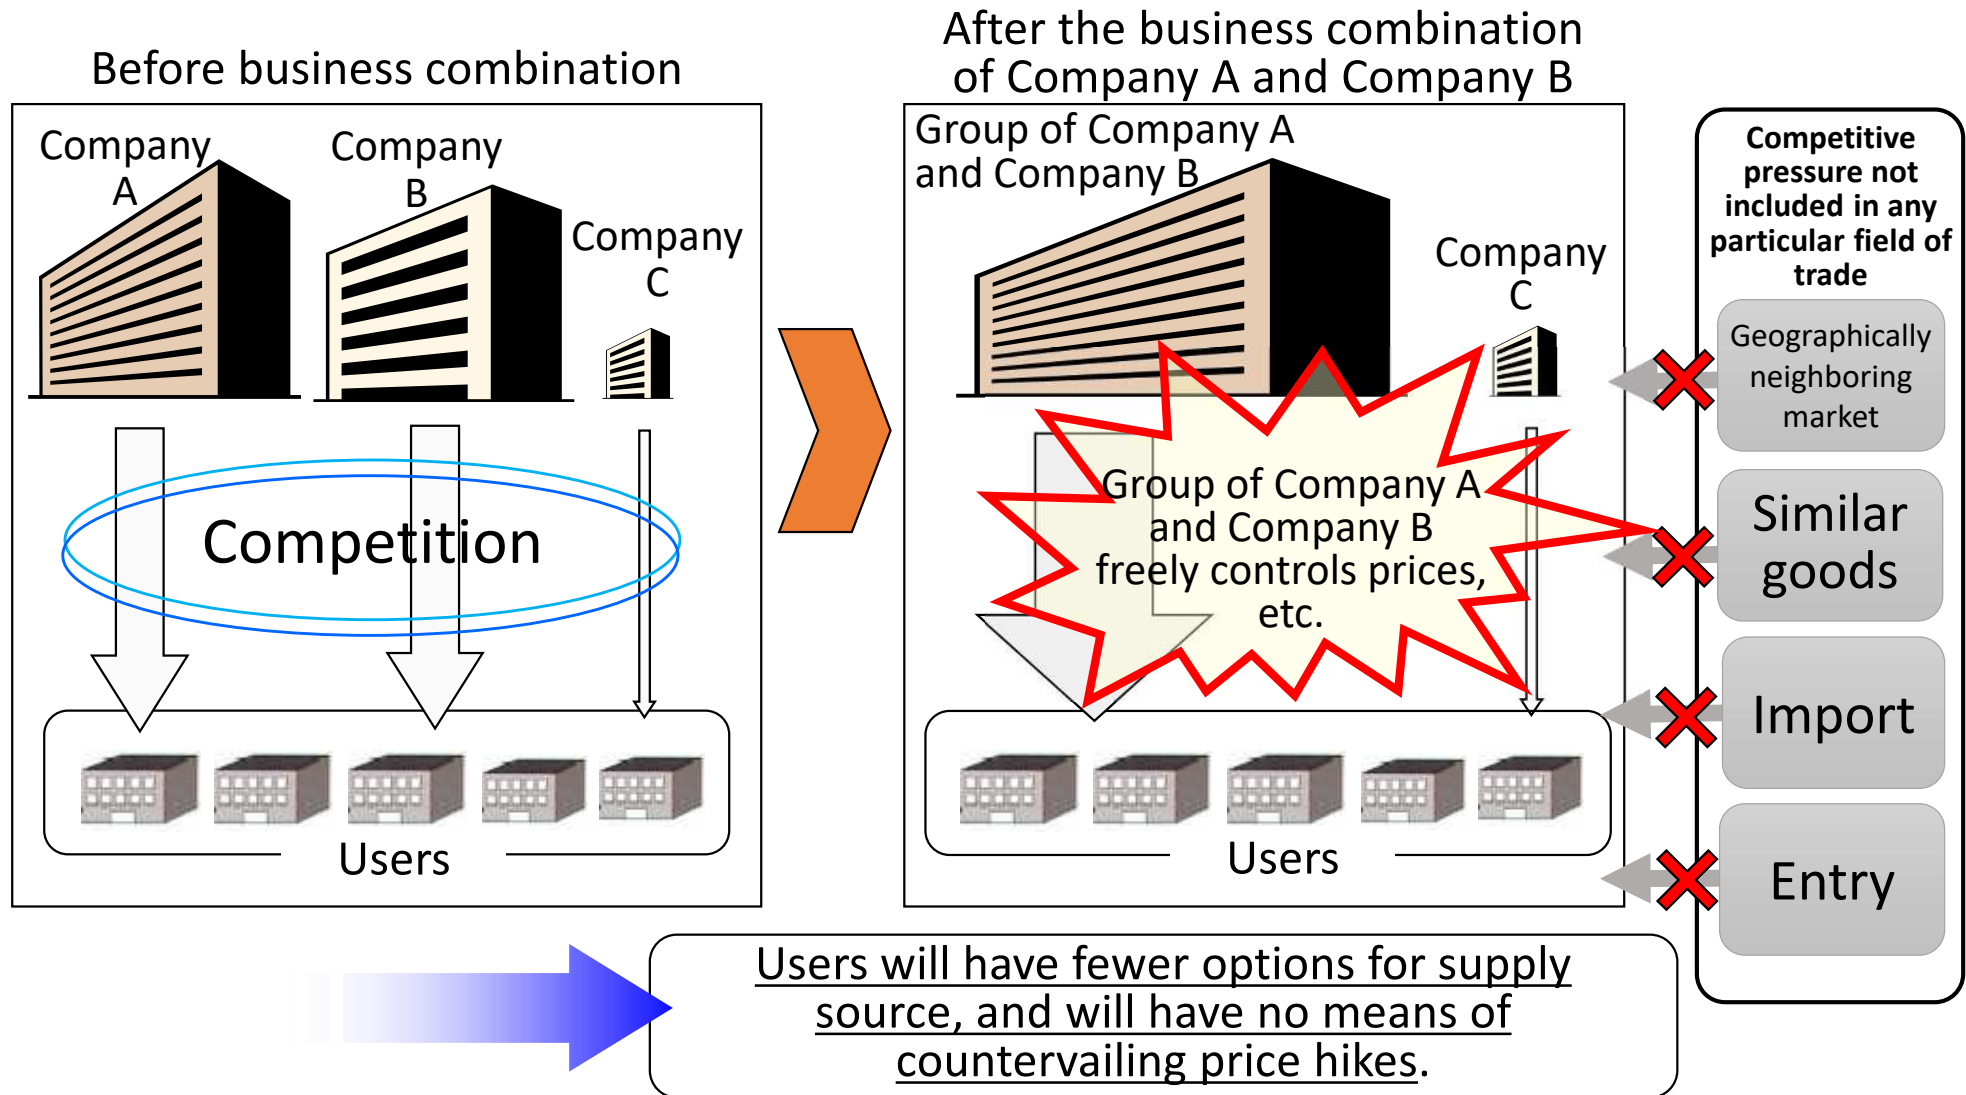 Before business combination
Company
A
Company
B
Company
C
Competition
Users
After the business combination
of Company A and Company B
Group of Company A
and Company B
Company
C
Group of Company A
and Company B
freely controls prices,
etc.
Users
Competitive
pressure not
included in any
particular field of
trade
Geographically
neighboring
market
Similar
goods
Import
Entry
Users will have fewer options for supply
source, and will have no means of
countervailing price hikes.